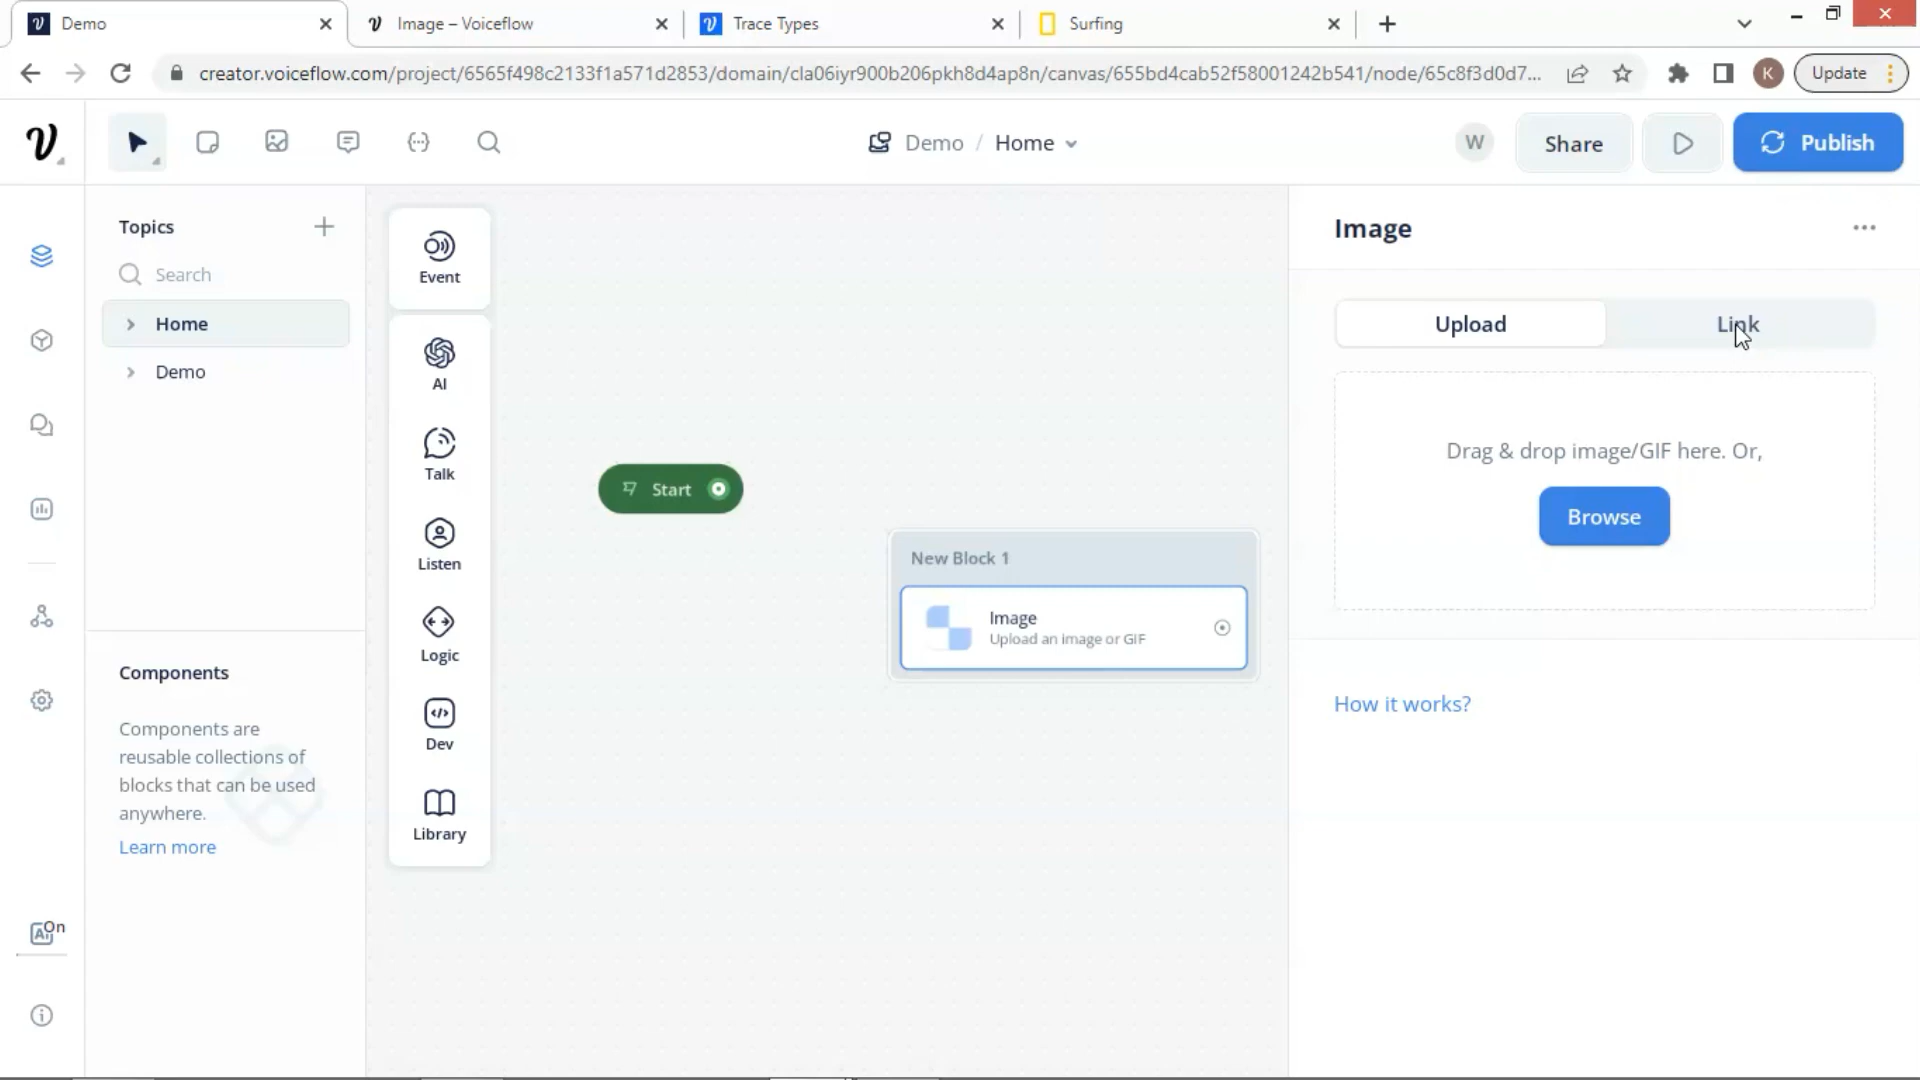 Demo
Image – Voiceflow
Trace Types
Surfing
creator.voiceflow.com/project/6565f498c2133f1a571d2853/domain/cla06iyr900b206pkh8d4ap8n/canvas/655bd4cab52f58001242b541/node/65c8f3d0d7...
K
Update
Demo / Home
W
Share
Publish
Topics
Search
Home
Demo
Components
Components are
reusable collections of
blocks that can be used
anywhere.
Learn more
On
Event
AI
Talk
Listen
Logic
Dev
Library
Start
New Block 1
Image
Upload an image or GIF
Image
Upload
Link
Drag & drop image/GIF here. Or,
Browse
How it works?